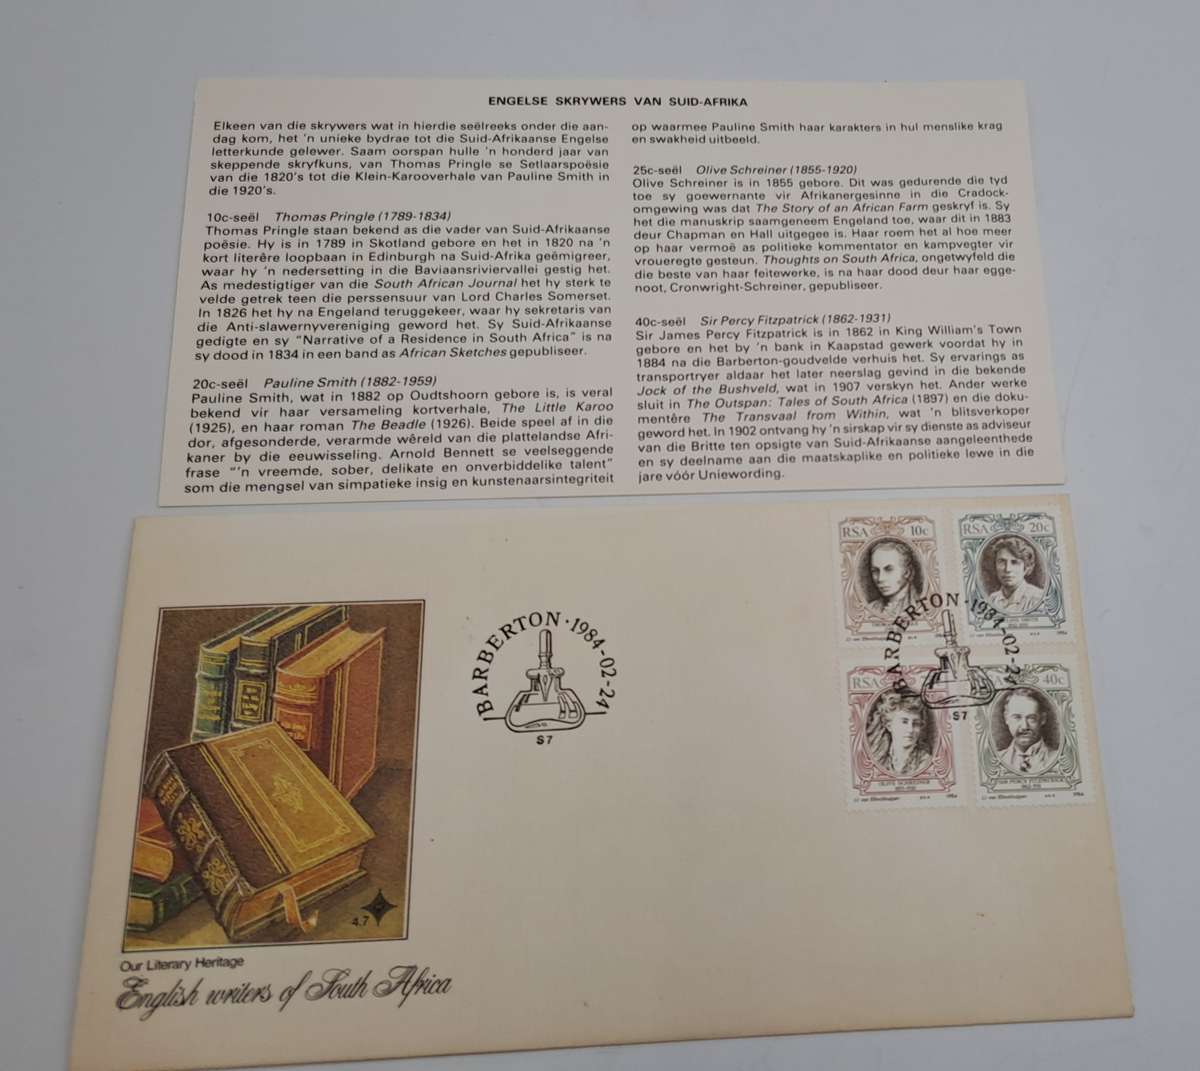 ENGELSE SKRYWERS VAN SUID-AFRIKA
Elkeen van die skrywers wat in hierdie seëlreeks onder die aan-
dag kom, het 'n unieke bydrae tot die Suid-Afrikaanse Engelse
letterkunde gelewer. Saam oorspan hulle 'n honderd jaar van
skeppende skryfkuns, van Thomas Pringle se Setlaarspoësie
van die 1820's tot die Klein-Karooverhale van Pauline Smith in
die 1920's.
10c-seël Thomas Pringle (1789-1834)
Thomas Pringle staan bekend as die vader van Suid-Afrikaanse
poësie. Hy is in 1789 in Skotland gebore en het in 1820 na 'n
kort literêre loopbaan in Edinburgh na Suid-Afrika geëmigreer,
waar hy 'n nedersetting in die Baviaansriviervallei gestig het.
As medestigtiger van die South African Journal het hy sterk te
velde getrek teen die perssensuur van Lord Charles Somerset.
In 1826 het hy na Engeland teruggekeer, waar hy sekretaris van
die Anti-slawernyvereniging geword het. Sy Suid-Afrikaanse
gedigte en sy "Narrative of a Residence in South Africa" is na
sy dood in 1834 in een band as African Sketches gepubliseer.
20c-seël Pauline Smith (1882-1959)
Pauline Smith, wat in 1882 op Oudtshoorn gebore is, is veral
bekend vir haar versameling kortverhale, The Little Karoo
(1925), en haar roman The Beadle (1926). Beide speel af in die
dor, afgesonderde, verarmde wêreld van die plattelandse Afri-
kaner by die eeuwisseling. Arnold Bennett se veelseggende
frase "'n vreemde, sober, delikate en onverbiddelike talent"
som die mengsel van simpatieke insig en kunstenaarsintegriteit
op waarmee Pauline Smith haar karakters in hul menslike krag
en swakheid uitbeeld.
25c-seël Olive Schreiner (1855-1920)
Olive Schreiner is in 1855 gebore. Dit was gedurende die tyd
toe sy goewernante vir Afrikanergesinne in die Cradock-
omgewing was dat The Story of an African Farm geskryf is. Sy
het die manuskrip saamgeneem Engeland toe, waar dit in 1883
deur Chapman en Hall uitgegee is. Haar roem het al hoe meer
op haar vermoë as politieke kommentator en kampvegter vir
vroueregte gesteun. Thoughts on South Africa, ongetwyfeld die
die beste van haar feitewerke, is na haar dood deur haar egge-
noot, Cronwright-Schreiner, gepubliseer.
40c-seël Sir Percy Fitzpatrick (1862-1931)
Sir James Percy Fitzpatrick is in 1862 in King William's Town
gebore en het by 'n bank in Kaapstad gewerk voordat hy in
1884 na die Barberton-goudvelde verhuis het. Sy ervarings as
transportryer aldaar het later neerslag gevind in die bekende
Jock of the Bushveld, wat in 1907 verskyn het. Ander werke
sluit in The Outspan: Tales of South Africa (1897) en die doku-
mentêre The Transvaal from Within, wat 'n blitsverkoper
geword het. In 1902 ontvang hy 'n sirskap vir sy dienste as adviseur
van die Britte ten opsigte van Suid-Afrikaanse aangeleenthede
en sy deelname aan die maatskaplike en politieke lewe in die
jare vóór Uniewording.
RSA 10c
RSA 20c
1984
1984
BARBERTON · 1984-02-24
S7
BARBERTON · 1984-02-24
S7
RSA
40c
OLIVE SCHREINER
SIR PERCY FITZPATRICK
1984
1984
4.7
Our Literary Heritage
English writers of South Africa